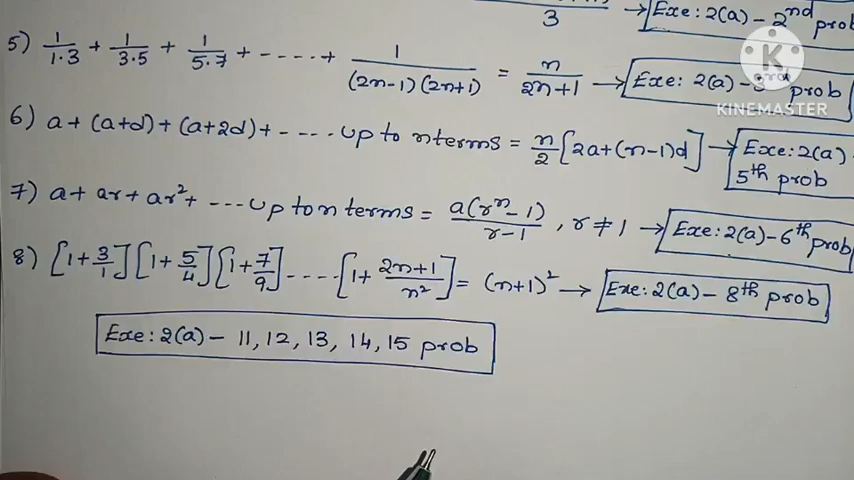 3 → Exe: 2(a) - 2nd prob
5) 1/1.3 + 1/3.5 + 1/5.7 + ----- + 1/(2n-1)(2n+1) = n/2n+1 → Exe: 2(a) - 3rd prob
KINEMASTER
6) a + (a+d) + (a+2d) + ----- up to n terms = n/2 [2a+(n-1)d] → Exe: 2(a) -
5th prob
7) a + ar + ar² + --- up to n terms = a(rⁿ-1)/r-1 , r ≠ 1 → Exe: 2(a) - 6th prob
8) [1+3/1] [1+5/4] [1+7/9] ----- [1+ 2n+1/n²] = (n+1)² → Exe: 2(a) - 8th prob
Exe: 2(a) - 11, 12, 13, 14, 15 prob